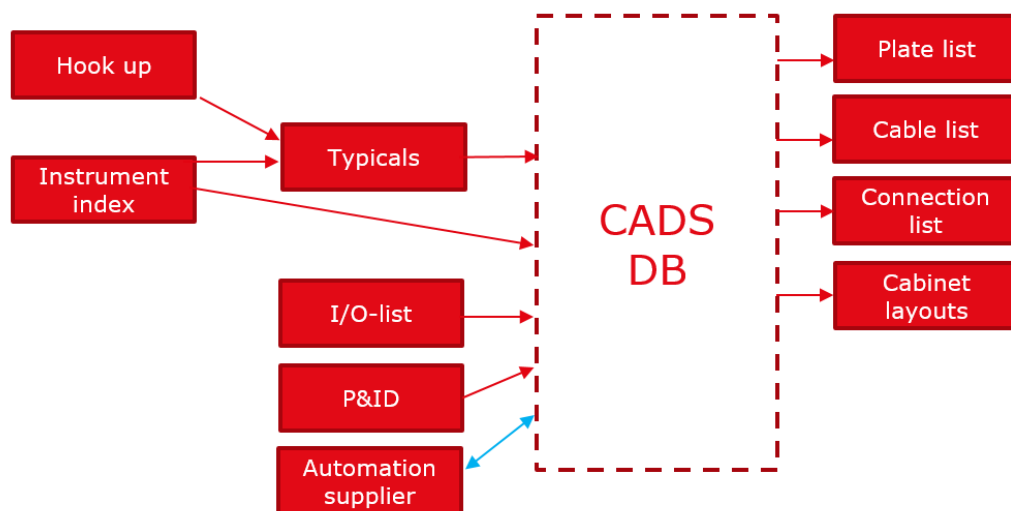 Hook up
Instrument
index
Typicals
I/O-list
P&ID
Automation
supplier
CADS
DB
Plate list
Cable list
Connection
list
Cabinet
layouts